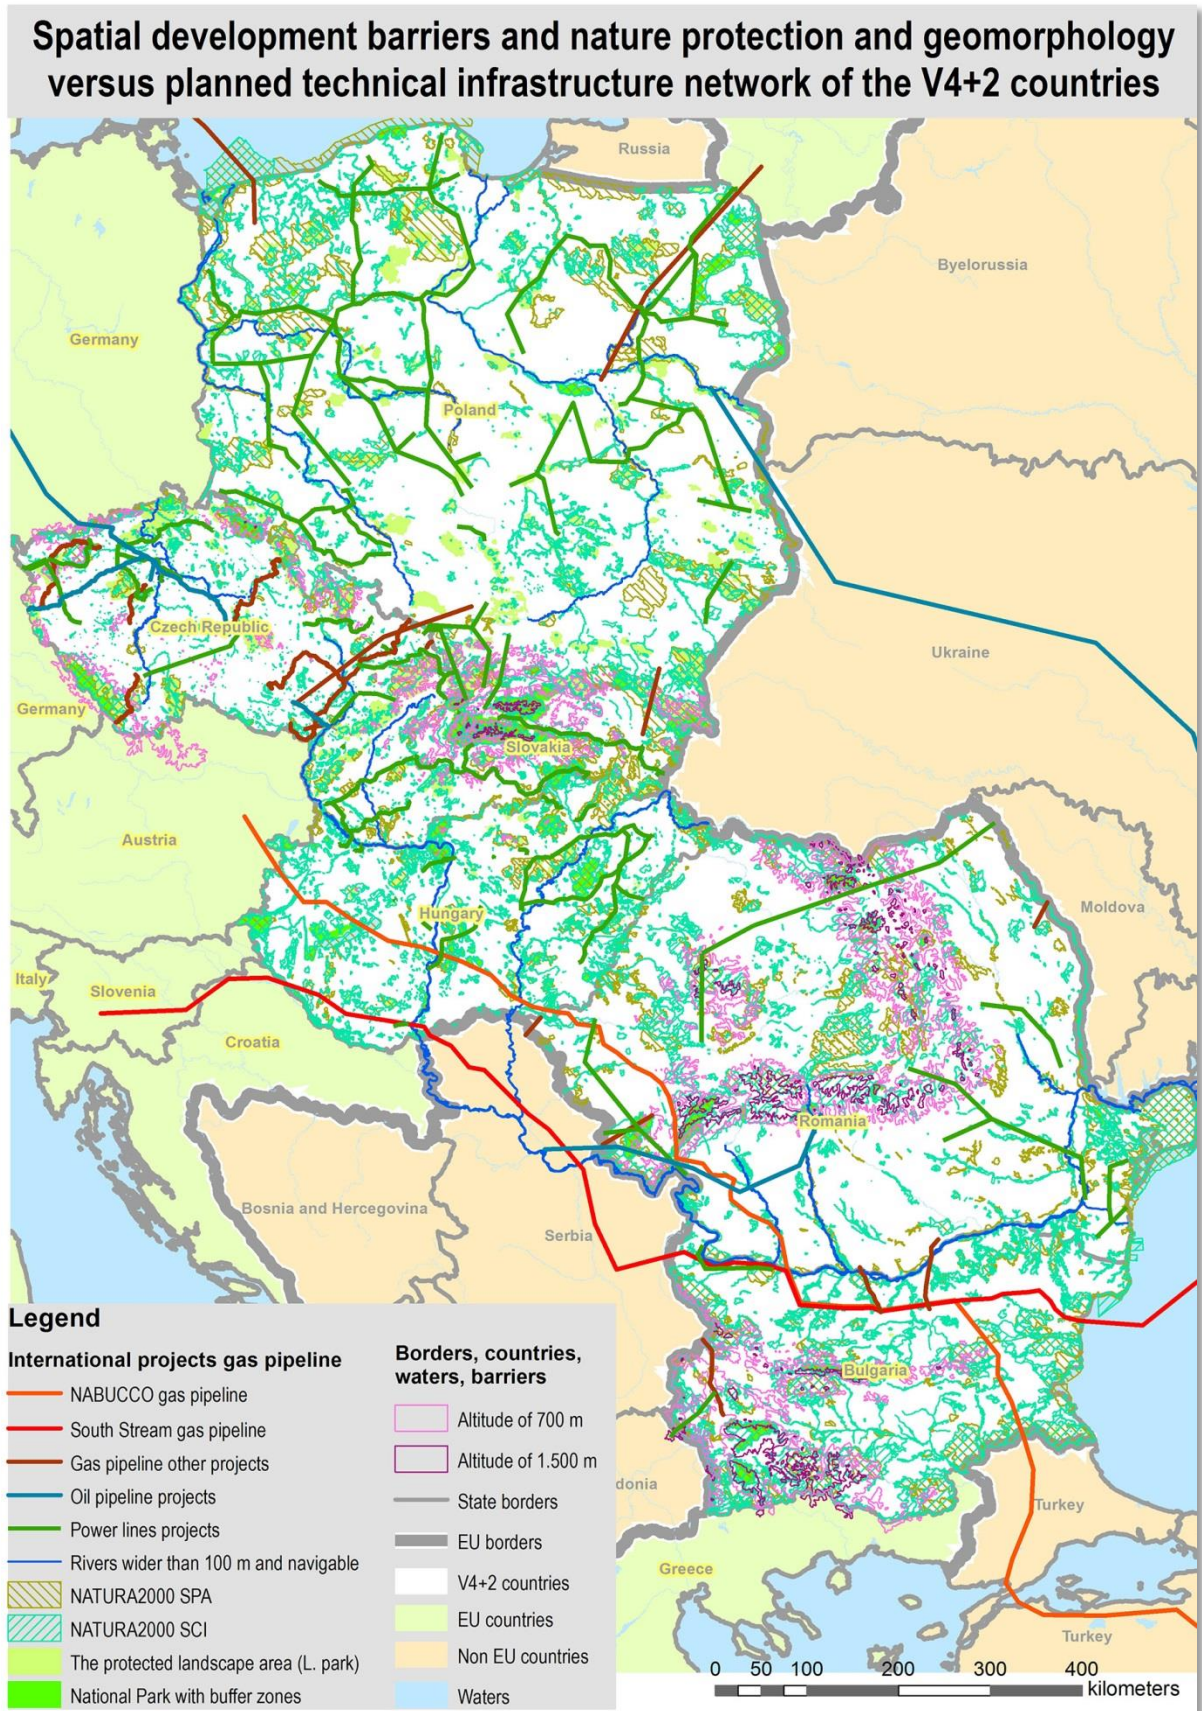 Spatial development barriers and nature protection and geomorphology
versus planned technical infrastructure network of the V4+2 countries
Russia
Byelorussia
Germany
Poland
Czech Republic
Ukraine
Germany
Slovakia
Austria
Moldova
Hungary
Italy
Slovenia
Croatia
Romania
Bosnia and Hercegovina
Serbia
Bulgaria
donia
Turkey
Greece
Turkey
Legend
International projects gas pipeline
NABUCCO gas pipeline
South Stream gas pipeline
Gas pipeline other projects
Oil pipeline projects
Power lines projects
Rivers wider than 100 m and navigable
NATURA2000 SPA
NATURA2000 SCI
The protected landscape area (L. park)
National Park with buffer zones
Borders, countries,
waters, barriers
Altitude of 700 m
Altitude of 1.500 m
State borders
EU borders
V4+2 countries
EU countries
Non EU countries
Waters
0 50 100 200 300 400
kilometers